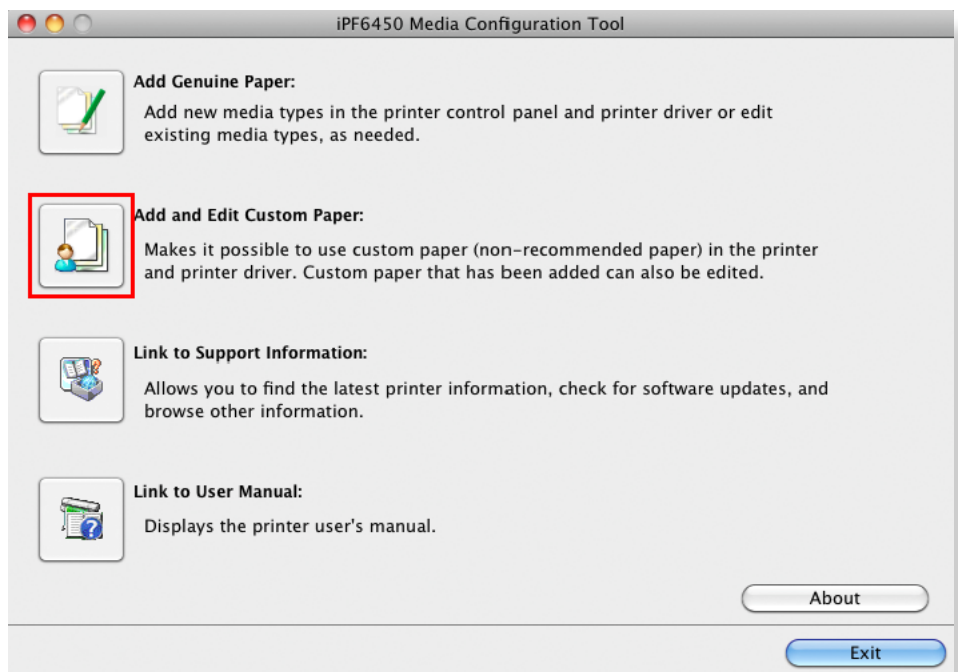 iPF6450 Media Configuration Tool
Add Genuine Paper:
Add new media types in the printer control panel and printer driver or edit
existing media types, as needed.
Add and Edit Custom Paper:
Makes it possible to use custom paper (non-recommended paper) in the printer
and printer driver. Custom paper that has been added can also be edited.
Link to Support Information:
Allows you to find the latest printer information, check for software updates, and
browse other information.
Link to User Manual:
Displays the printer user's manual.
About
Exit